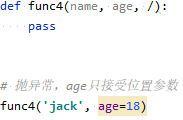 def func4(name, age, /):
    pass
# 抛异常，age只接受位置参数
func4('jack', age=18)